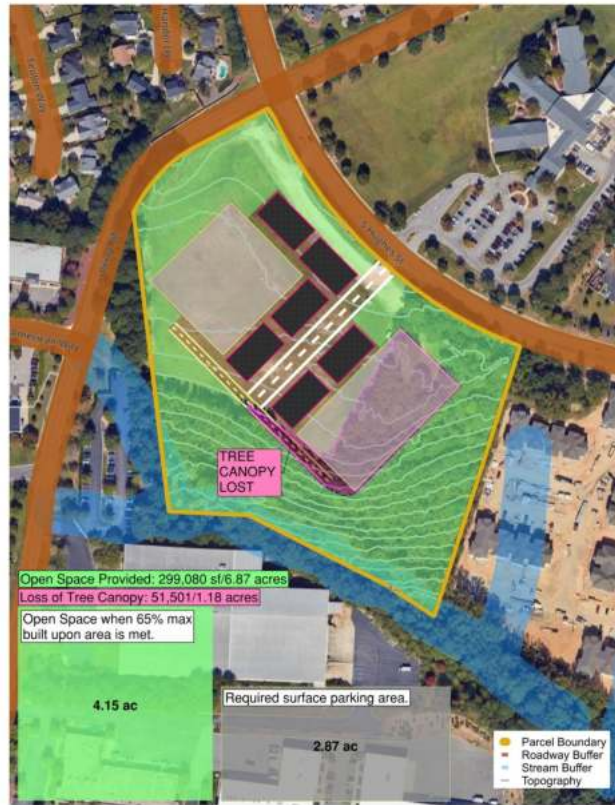 S Hughes St
TREE
CANOPY
LOST
Open Space Provided: 299,080 sf/6.87 acres
Loss of Tree Canopy: 51,501/1.18 acres
Open Space when 65% max
built upon area is met.
4.15 ac
Required surface parking area.
2.87 ac
Parcel Boundary
Roadway Buffer
Stream Buffer
Topography